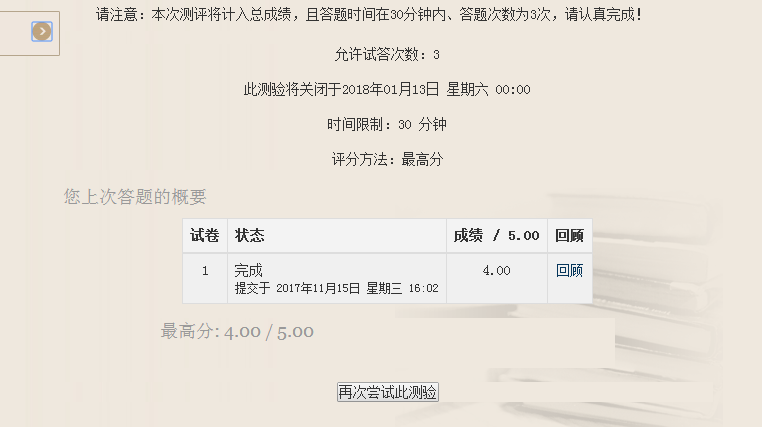 请注意：本次测评将计入总成绩，且答题时间在30分钟内、答题次数为3次，请认真完成！
允许试答次数：3
此测验将关闭于2018年01月13日 星期六 00:00
时间限制：30 分钟
评分方法：最高分
您上次答题的概要
试卷 状态 成绩 / 5.00 回顾
1 完成 4.00 回顾
提交于 2017年11月15日 星期三 16:02
最高分: 4.00 / 5.00
再次尝试此测验